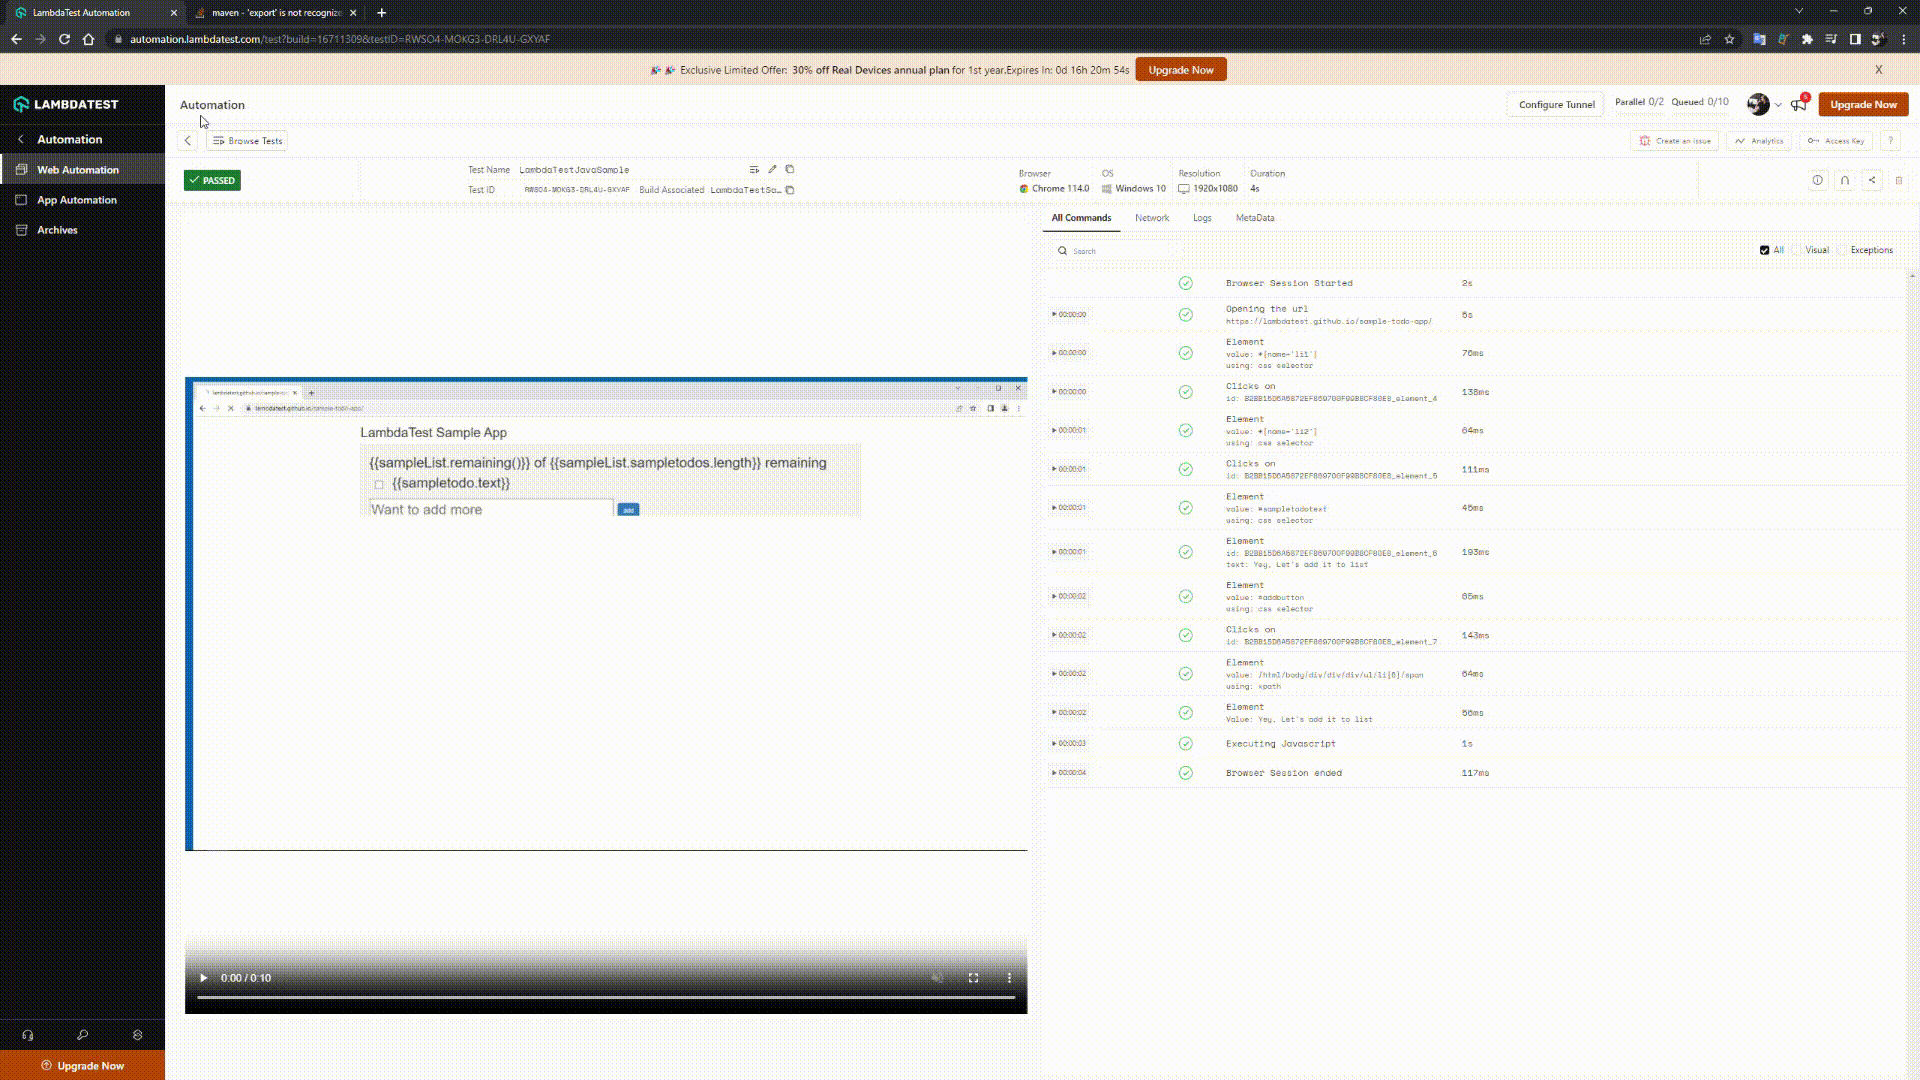 LambdaTest Automation
maven - 'export' is not recognize
automation.lambdatest.com/test?build=16711309&testID=RWSO4-MOKG3-DRL4U-GXYAF
Exclusive Limited Offer: 30% off Real Devices annual plan for 1st year.Expires In: 0d 16h 20m 54s Upgrade Now X
LAMBDATEST
Automation
Configure Tunnel
Parallel 0/2 Queued 0/10
Upgrade Now
Automation
Web Automation
App Automation
Archives
Browse Tests
Create an issue
Analytics
Access Key
?
PASSED
Test Name LambdaTestJavaSample
Test ID RWSO4-MOKG3-DRL4U-GXYAF Build Associated LambdaTestSa...
Browser OS Resolution Duration
Chrome 114.0 Windows 10 1920x1080 4s
All Commands Network Logs MetaData
Search
All Visual Exceptions
lambdatest.github.io/sample-todo-app/
LambdaTest Sample App
{{sampleList.remaining()}} of {{sampleList.sampletodos.length}} remaining
{{sampletodo.text}}
Want to add more
add
0:00 / 0:10
Browser Session Started 2s
00:00:00 Opening the url 5s
https://lambdatest.github.io/sample-todo-app/
Element
00:00:00 value: *[name='li1'] 76ms
using: css selector
00:00:00 Clicks on 138ms
id: B2BB15D6A5872EF869700F99B8CF80E8_element_4
Element
00:00:01 value: *[name='li2'] 64ms
using: css selector
00:00:01 Clicks on 111ms
id: B2BB15D6A5872EF869700F99B8CF80E8_element_5
Element
00:00:01 value: #sampletodotext 45ms
using: css selector
Element
00:00:01 id: B2BB15D6A5872EF869700F99B8CF80E8_element_6 193ms
text: Yey, Let's add it to list
Element
00:00:02 value: #addbutton 65ms
using: css selector
00:00:02 Clicks on 143ms
id: B2BB15D6A5872EF869700F99B8CF80E8_element_7
Element
00:00:02 value: /html/body/div/div/div/ul/li[6]/span 64ms
using: xpath
00:00:02 Element 56ms
Value: Yey, Let's add it to list
00:00:03 Executing Javascript 1s
00:00:04 Browser Session ended 117ms
Upgrade Now